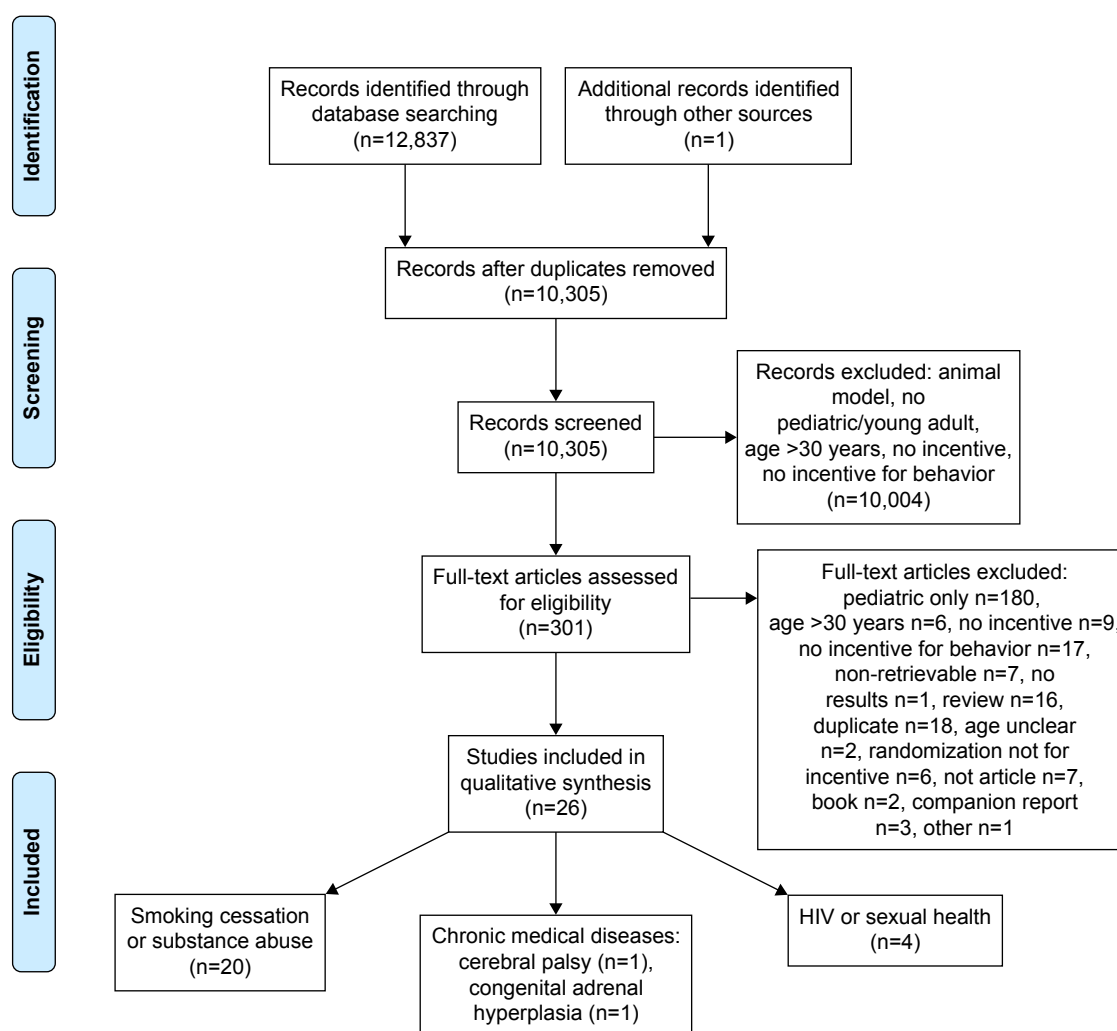 Identification
Records identified through
database searching
(n=12,837)
Additional records identified
through other sources
(n=1)
Records after duplicates removed
(n=10,305)
Screening
Records screened
(n=10,305)
Records excluded: animal
model, no
pediatric/young adult,
age >30 years, no incentive,
no incentive for behavior
(n=10,004)
Eligibility
Full-text articles assessed
for eligibility
(n=301)
Full-text articles excluded:
pediatric only n=180,
age >30 years n=6, no incentive n=9,
no incentive for behavior n=17,
non-retrievable n=7, no
results n=1, review n=16,
duplicate n=18, age unclear
n=2, randomization not for
incentive n=6, not article n=7,
book n=2, companion report
n=3, other n=1
Included
Studies included in
qualitative synthesis
(n=26)
Smoking cessation
or substance abuse
(n=20)
Chronic medical diseases:
cerebral palsy (n=1),
congenital adrenal
hyperplasia (n=1)
HIV or sexual health
(n=4)